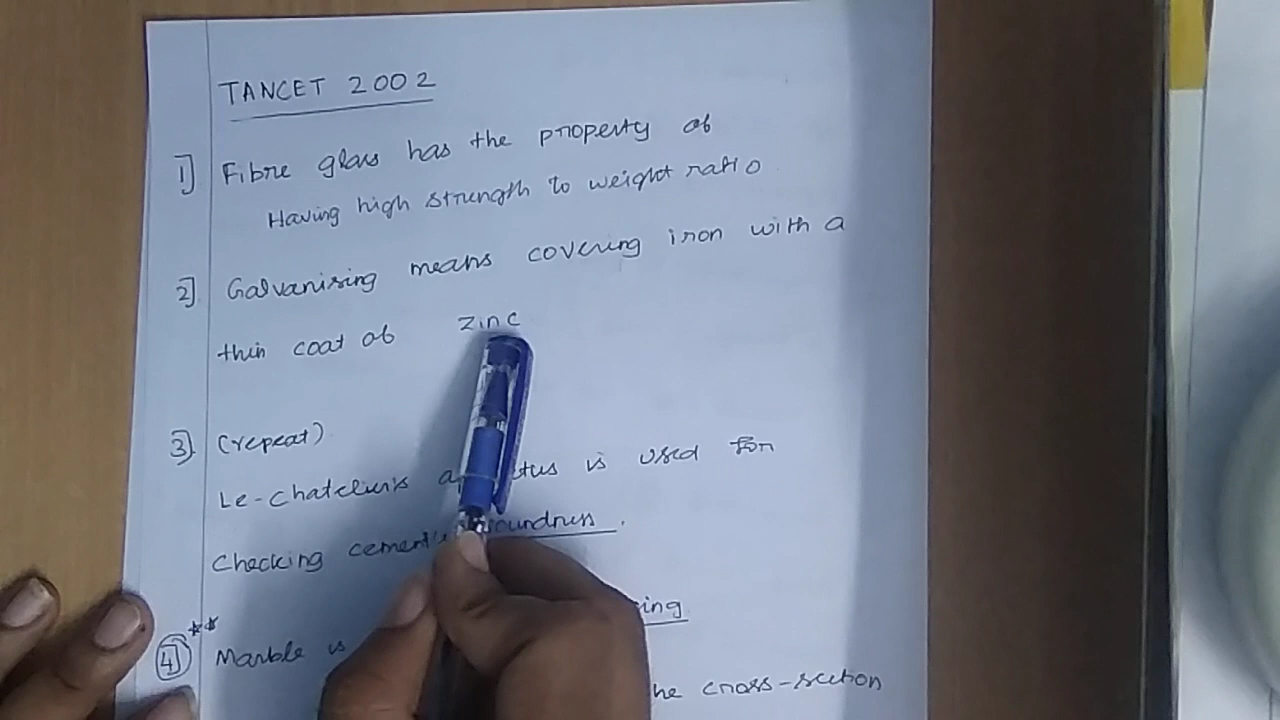 TANCET 2002
1] Fibre glass has the property of
Having high strength to weight ratio
2] Galvanising means covering iron with a
thin coat of zinc
3] (repeat)
Le-chatelier's is used for
Checking cement's soundness.
**
4] Marble is
the cross-section